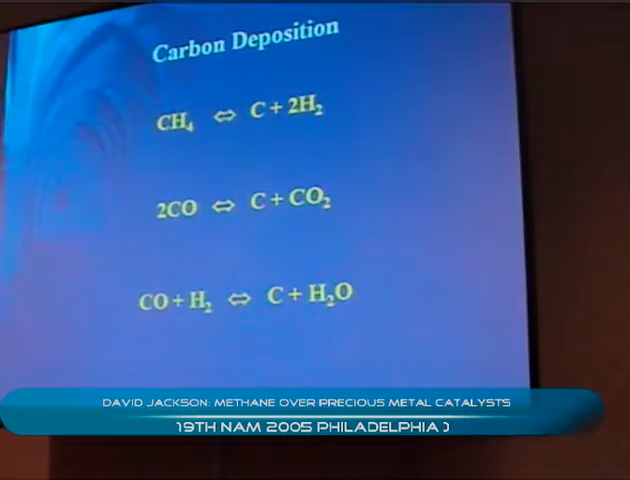 Carbon Deposition
CH₄ ⇔ C + 2H₂
2CO ⇔ C + CO₂
CO + H₂ ⇔ C + H₂O
DAVID JACKSON: METHANE OVER PRECIOUS METAL CATALYSTS
19TH NAM 2005 PHILADELPHIA )